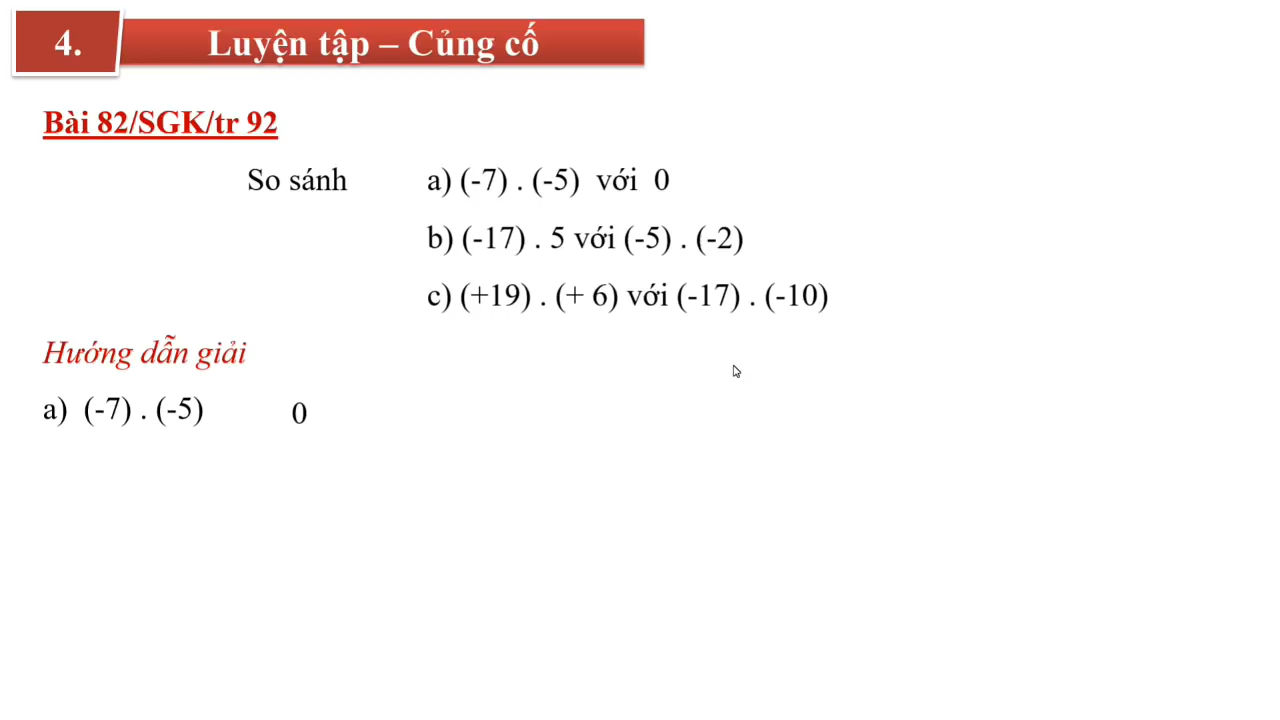 4. Luyện tập – Củng cố
Bài 82/SGK/tr 92
So sánh a) (-7) . (-5) với 0
b) (-17) . 5 với (-5) . (-2)
c) (+19) . (+ 6) với (-17) . (-10)
Hướng dẫn giải
a) (-7) . (-5) 0